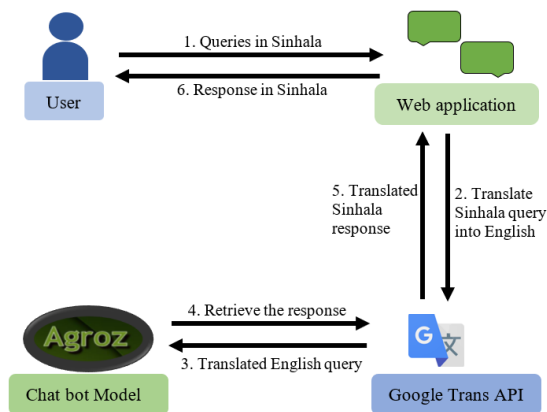 1. Queries in Sinhala
6. Response in Sinhala
User
Web application
5. Translated
Sinhala
response
2. Translate
Sinhala query
into English
4. Retrieve the response
Agroz
3. Translated English query
G
文
Chat bot Model
Google Trans API